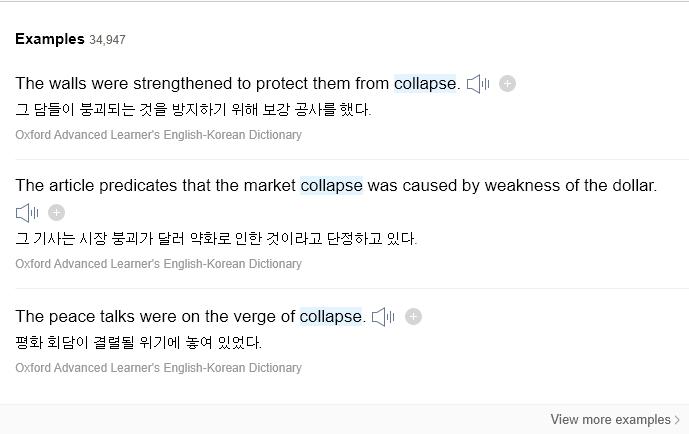 Examples 34,947
The walls were strengthened to protect them from collapse.
그 담들이 붕괴되는 것을 방지하기 위해 보강 공사를 했다.
Oxford Advanced Learner's English-Korean Dictionary
The article predicates that the market collapse was caused by weakness of the dollar.
그 기사는 시장 붕괴가 달러 약화로 인한 것이라고 단정하고 있다.
Oxford Advanced Learner's English-Korean Dictionary
The peace talks were on the verge of collapse.
평화 회담이 결렬될 위기에 놓여 있었다.
Oxford Advanced Learner's English-Korean Dictionary
View more examples